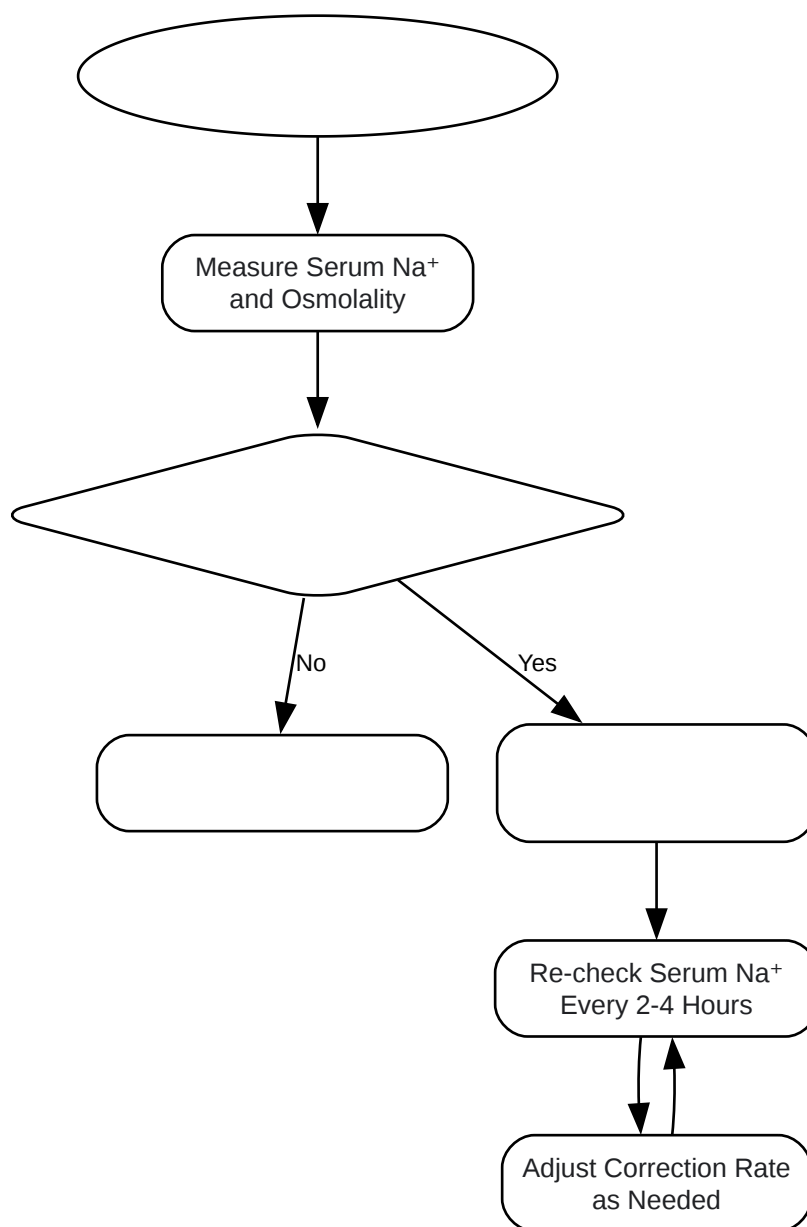 Measure Serum Na⁺
and Osmolality
No
Yes
Re-check Serum Na⁺
Every 2-4 Hours
Adjust Correction Rate
as Needed